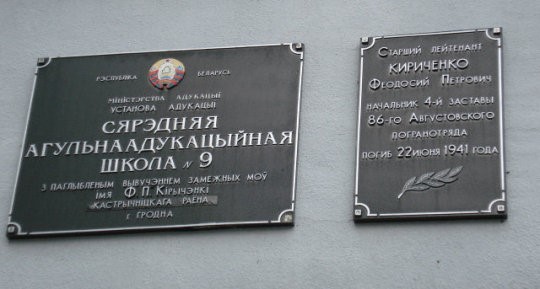 РЭСПУБЛІКА БЕЛАРУСЬ
МІНІСТЭРСТВА АДУКАЦЫІ
УСТАНОВА АДУКАЦЫІ
СЯРЭДНЯЯ
АГУЛЬНААДУКАЦЫЙНАЯ
ШКОЛА N 9
З ПАГЛЫБЛЕНЫМ ВЫВУЧЭННЕМ ЗАМЕЖНЫХ МОЎ
ІМЯ Ф.П.КІРЫЧЭНКІ
КАСТРЫЧНІЦКАГА РАЁНА
г. ГРОДНА
СТАРШИЙ ЛЕЙТЕНАНТ
КИРИЧЕНКО
ФЕОДОСИЙ ПЕТРОВИЧ
НАЧАЛЬНИК 4-Й ЗАСТАВЫ
86-ГО АВГУСТОВСКОГО
ПОГРАНОТРЯДА
ПОГИБ 22 ИЮНЯ 1941 ГОДА